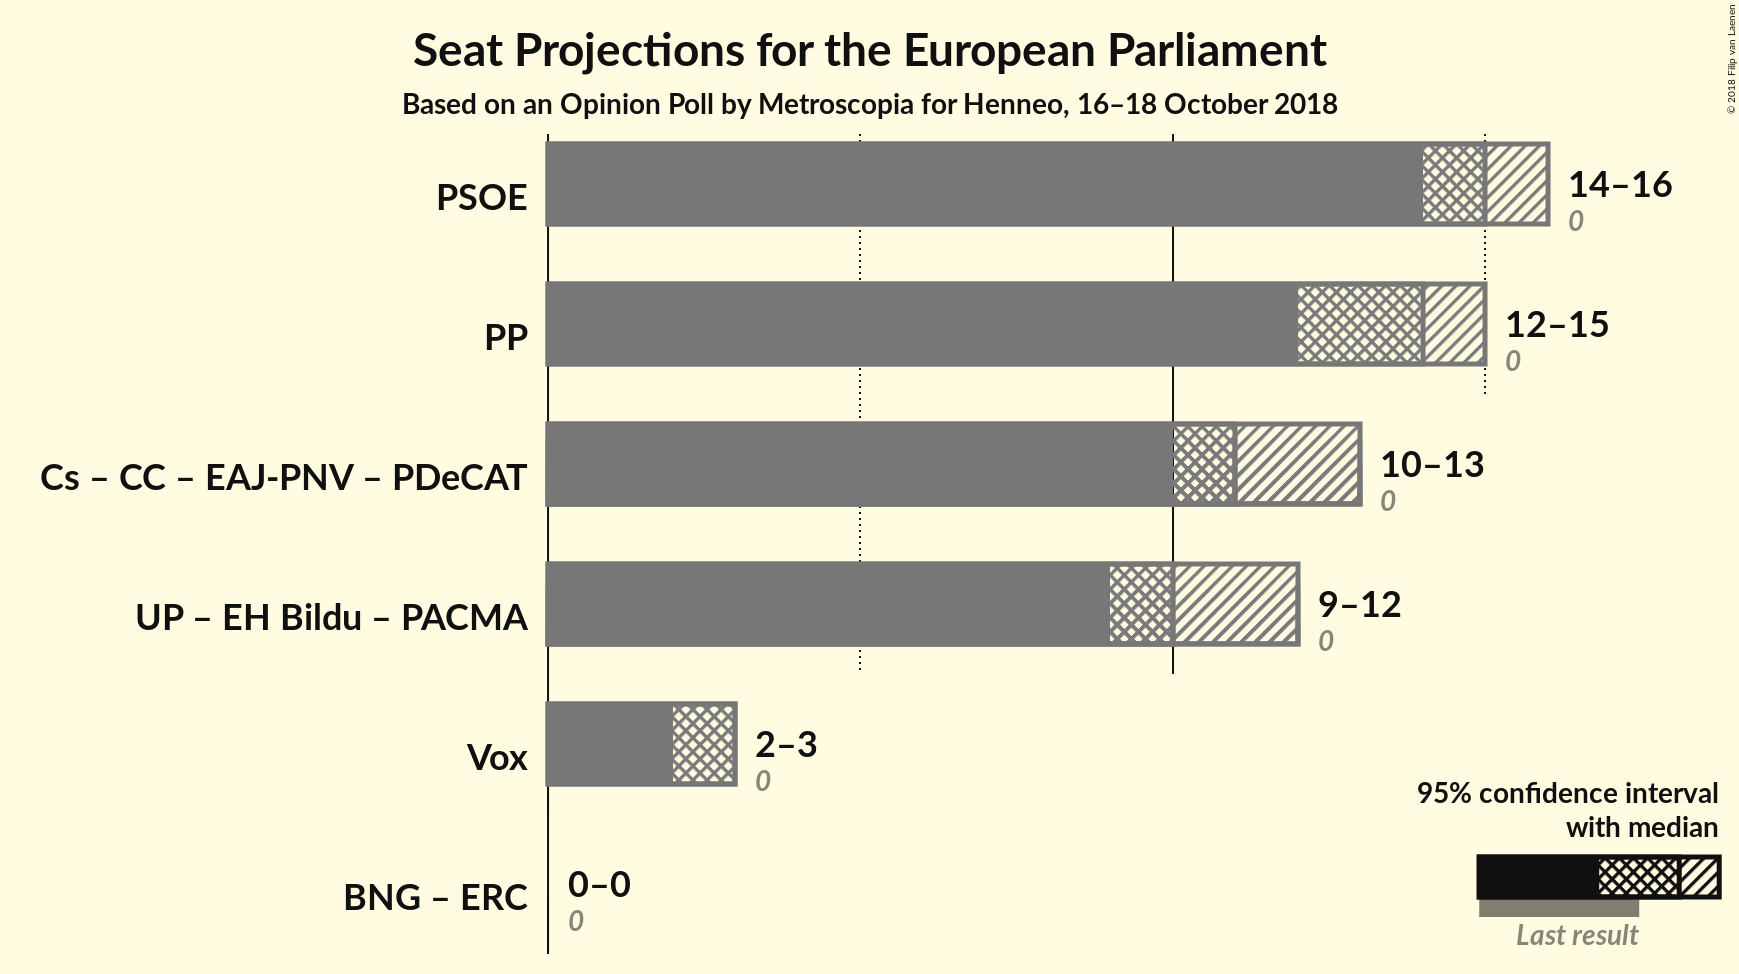 Seat Projections for the European Parliament
Based on an Opinion Poll by Metroscopia for Henneo, 16–18 October 2018
© 2018 Filip van Laenen
PSOE
14–16
0
PP
12–15
0
Cs – CC – EAJ-PNV – PDeCAT
10–13
0
UP – EH Bildu – PACMA
9–12
0
Vox
2–3
0
BNG – ERC
0–0
0
95% confidence interval
with median
Last result